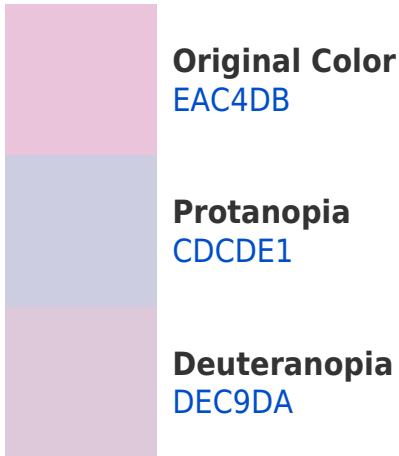 Original Color
EAC4DB
Protanopia
CDCDE1
Deuteranopia
DEC9DA